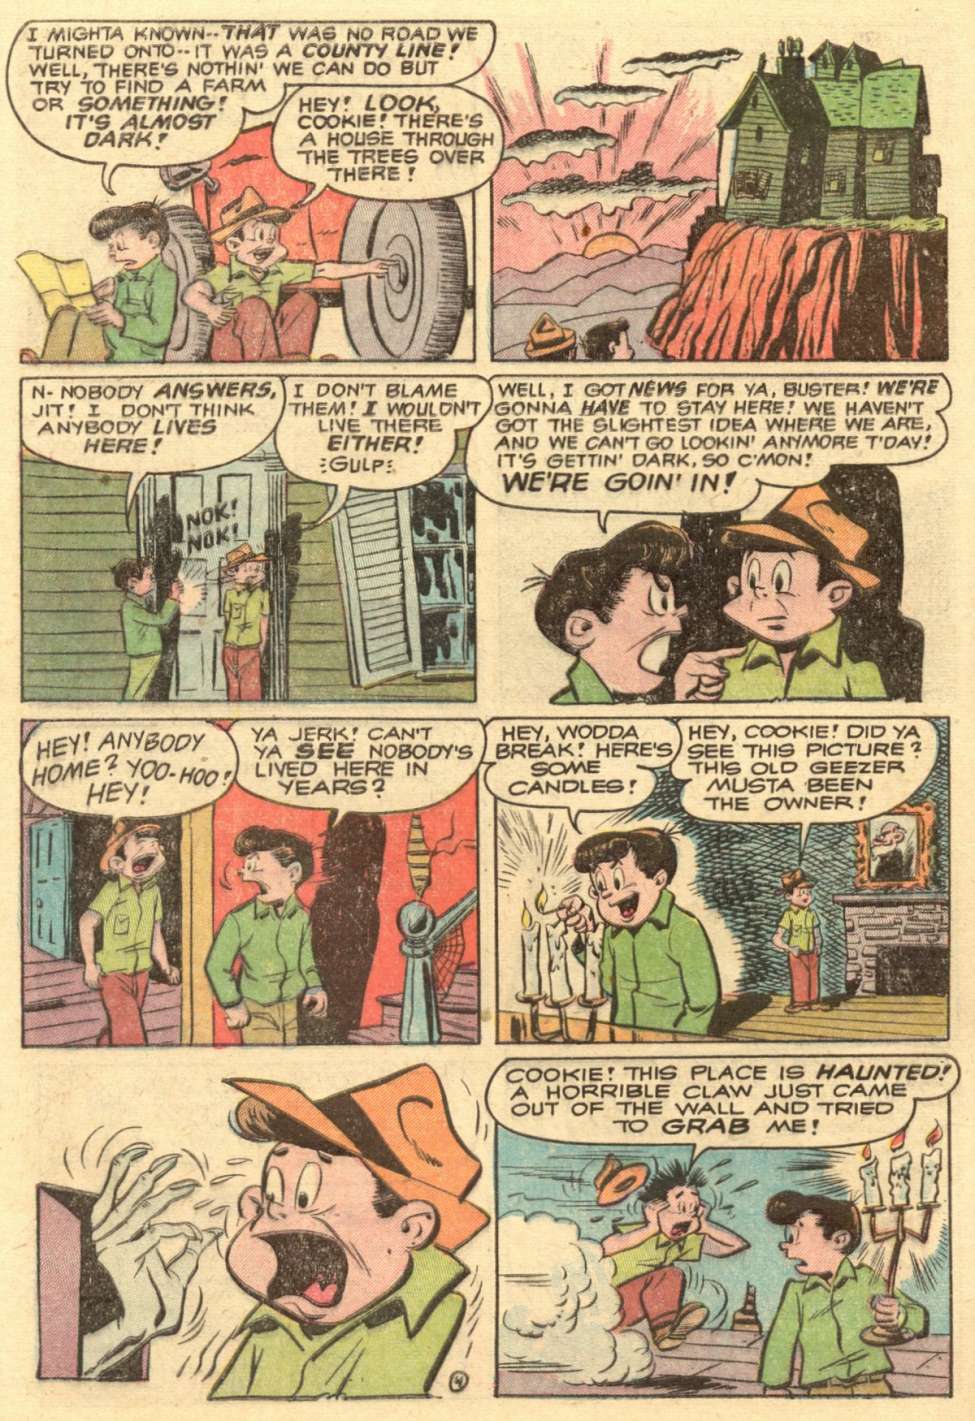 I MIGHTA KNOWN--THAT WAS NO ROAD WE
TURNED ONTO--IT WAS A COUNTY LINE!
WELL, THERE'S NOTHIN' WE CAN DO BUT
TRY TO FIND A FARM
OR SOMETHING!
IT'S ALMOST
DARK!
HEY! LOOK,
COOKIE! THERE'S
A HOUSE THROUGH
THE TREES OVER
THERE!
N-NOBODY ANSWERS,
JIT! I DON'T THINK
ANYBODY LIVES
HERE!
I DON'T BLAME
THEM! I WOULDN'T
LIVE THERE
EITHER!
GULP
NOK!
NOK!
WELL, I GOT NEWS FOR YA, BUSTER! WE'RE
GONNA HAVE TO STAY HERE! WE HAVEN'T
GOT THE SLIGHTEST IDEA WHERE WE ARE,
AND WE CAN'T GO LOOKIN' ANYMORE T'DAY!
IT'S GETTIN' DARK, SO C'MON!
WE'RE GOIN' IN!
HEY! ANYBODY
HOME? YOO-HOO!
HEY!
YA JERK! CAN'T
YA SEE NOBODY'S
LIVED HERE IN
YEARS?
HEY, WODDA
BREAK! HERE'S
SOME
CANDLES!
HEY, COOKIE! DID YA
SEE THIS PICTURE?
THIS OLD GEEZER
MUSTA BEEN
THE OWNER!
4
COOKIE! THIS PLACE IS HAUNTED!
A HORRIBLE CLAW JUST CAME
OUT OF THE WALL AND TRIED
TO GRAB ME!